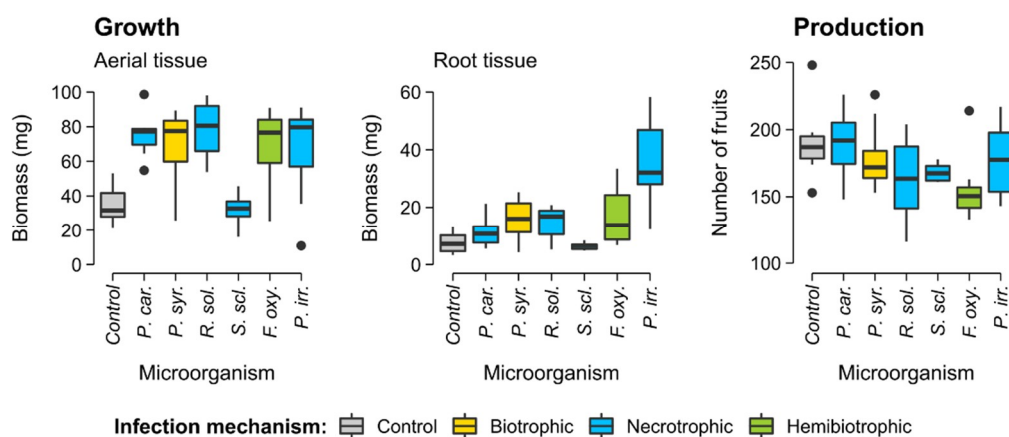 Growth
Production
Aerial tissue
Root tissue
Biomass (mg)
100
80
60
40
20
0
Control
P. car.
P. syr.
R. sol.
S. scl.
F. oxy.
P. irr.
Microorganism
Biomass (mg)
60
40
20
0
Control
P. car.
P. syr.
R. sol.
S. scl.
F. oxy.
P. irr.
Microorganism
Number of fruits
250
200
150
100
Control
P. car.
P. syr.
R. sol.
S. scl.
F. oxy.
P. irr.
Microorganism
Infection mechanism: Control Biotrophic Necrotrophic Hemibiotrophic